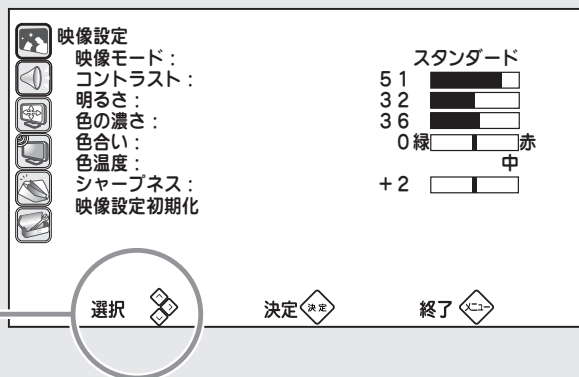 映像設定
映像モード： スタンダード
コントラスト： 51
明るさ： 32
色の濃さ： 36
色合い： 0 緑 赤
色温度： 中
シャープネス： +2
映像設定初期化
選択 決定 決定 終了 メニュー